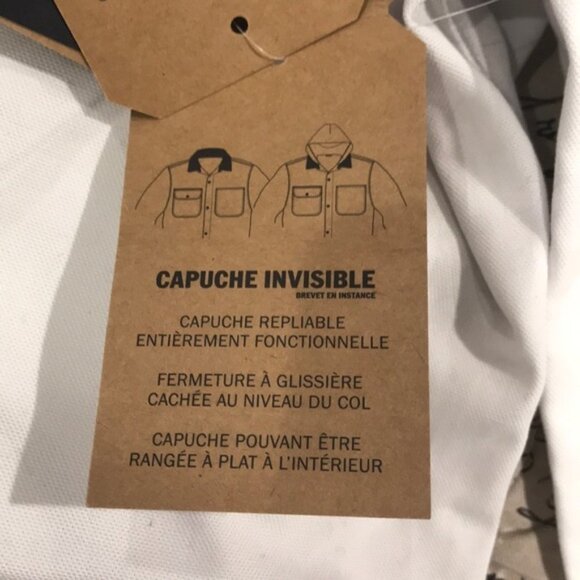 CAPUCHE INVISIBLE
BREVET EN INSTANCE
CAPUCHE REPLIABLE
ENTIÈREMENT FONCTIONNELLE
FERMETURE À GLISSIÈRE
CACHÉE AU NIVEAU DU COL
CAPUCHE POUVANT ÊTRE
RANGÉE À PLAT À L'INTÉRIEUR